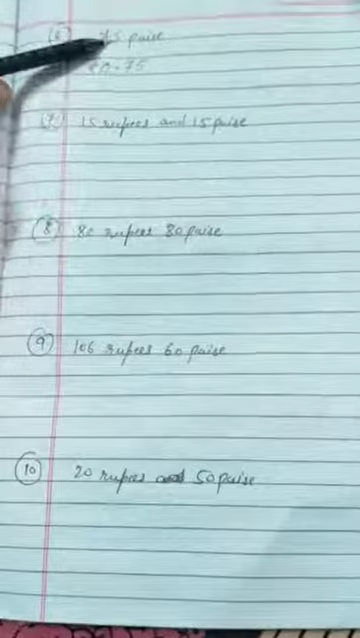 (6) 75 paise
₹0.75
(7) 15 rupees and 15 paise
(8) 80 rupees 80 paise
(9) 106 rupees 60 paise
(10) 20 rupees and 50 paise